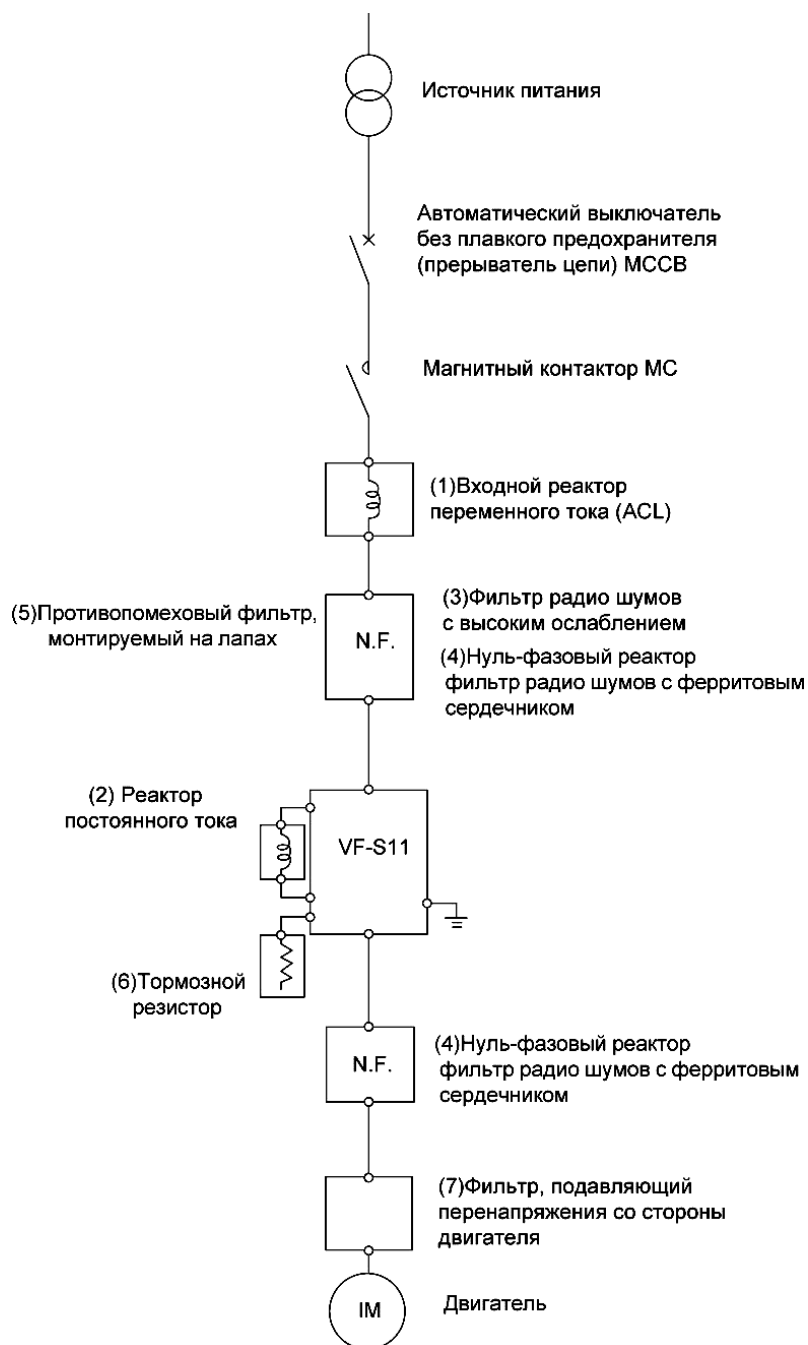 Источник питания
Автоматический выключатель
без плавкого предохранителя
(прерыватель цепи) MCCB
Магнитный контактор МС
(1)Входной реактор
переменного тока (ACL)
(5)Противопомеховый фильтр,
монтируемый на лапах
N.F.
(3)Фильтр радио шумов
с высоким ослаблением
(4)Нуль-фазовый реактор
фильтр радио шумов с ферритовым
сердечником
(2) Реактор
постоянного тока
VF-S11
(6)Тормозной
резистор
N.F.
(4)Нуль-фазовый реактор
фильтр радио шумов с ферритовым
сердечником
(7)Фильтр, подавляющий
перенапряжения со стороны
двигателя
IM
Двигатель